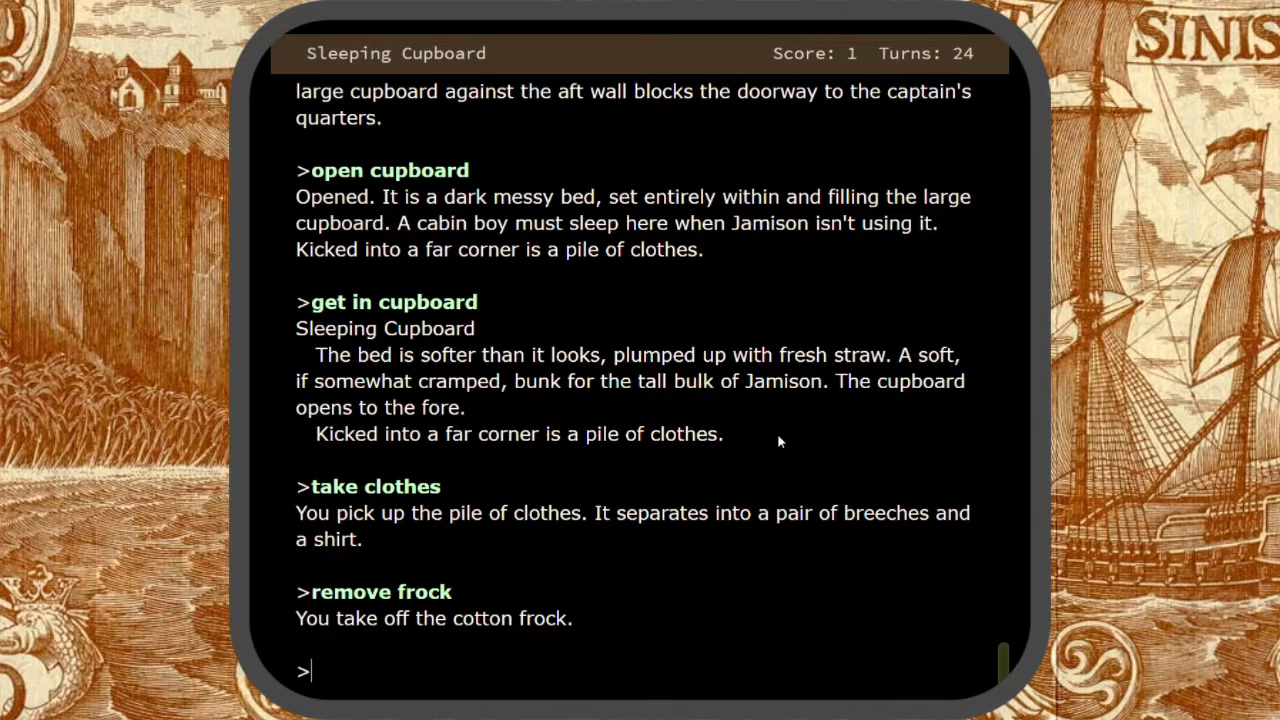 SINIS
Sleeping Cupboard Score: 1 Turns: 24
large cupboard against the aft wall blocks the doorway to the captain's
quarters.
>open cupboard
Opened. It is a dark messy bed, set entirely within and filling the large
cupboard. A cabin boy must sleep here when Jamison isn't using it.
Kicked into a far corner is a pile of clothes.
>get in cupboard
Sleeping Cupboard
The bed is softer than it looks, plumped up with fresh straw. A soft,
if somewhat cramped, bunk for the tall bulk of Jamison. The cupboard
opens to the fore.
Kicked into a far corner is a pile of clothes.
>take clothes
You pick up the pile of clothes. It separates into a pair of breeches and
a shirt.
>remove frock
You take off the cotton frock.
>